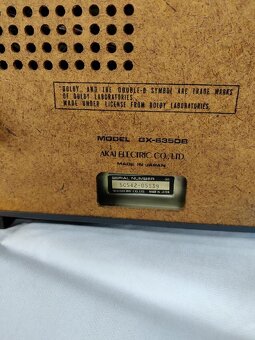 "DOLBY, AND THE DOUBLE-D SYMBOL ARE TRADE MARKS
OF DOLBY LABORATORIES.
MADE UNDER LICENSE FROM DOLBY LABORATORIES.
MODEL GX-635DB
AKAI ELECTRIC CO., LTD.
MADE IN JAPAN
SERIAL NUMBER